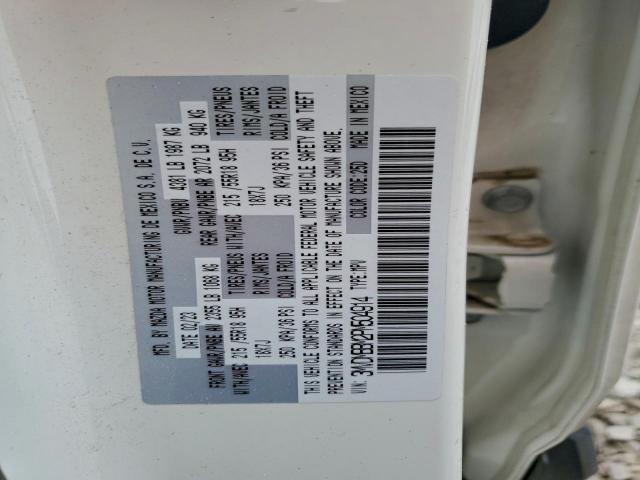 MFD. BY MAZDA MOTOR MANUFACTURING DE MEXICO S.A. DE C.V.
DATE: 02/23 GVWR/PNBV 4381 LB 1987 KG
FRONT GAWR/PNBE AV 2355 LB 1068 KG REAR GAWR/PNBE AR 2072 LB 940 KG
WITH/AVEC 215/55R18 95H TIRES/PNEUS WITH/AVEC 215/55R18 95H TIRES/PNEUS
18X7J RIMS/JANTES 18X7J RIMS/JANTES
250 KPA/36 PSI COLD/A FROID 250 KPA/36 PSI COLD/A FROID
THIS VEHICLE CONFORMS TO ALL APPLICABLE FEDERAL MOTOR VEHICLE SAFETY AND THEFT
PREVENTION STANDARDS IN EFFECT ON THE DATE OF MANUFACTURE SHOWN ABOVE.
COLOR CODE:25D MADE IN MEXICO
VIN: TYPE:MPV